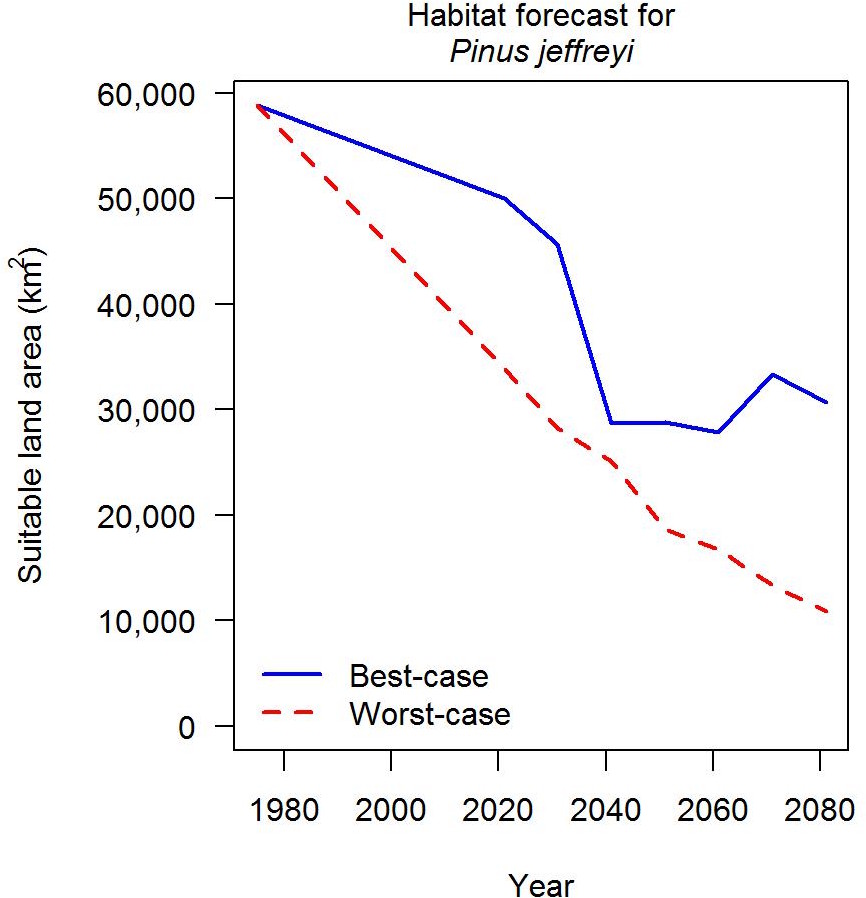 Habitat forecast for
Pinus jeffreyi
Suitable land area (km²)
60,000
50,000
40,000
30,000
20,000
10,000
0
Best-case
Worst-case
1980 2000 2020 2040 2060 2080
Year